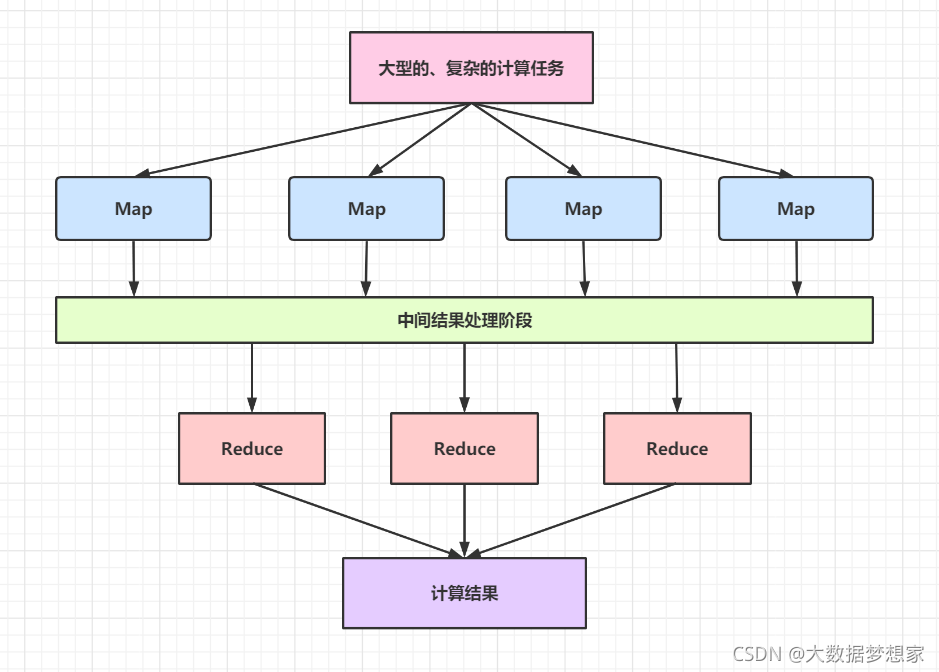 大型的、复杂的计算任务
Map
Map
Map
Map
中间结果处理阶段
Reduce
Reduce
Reduce
计算结果
CSDN @大数据梦想家